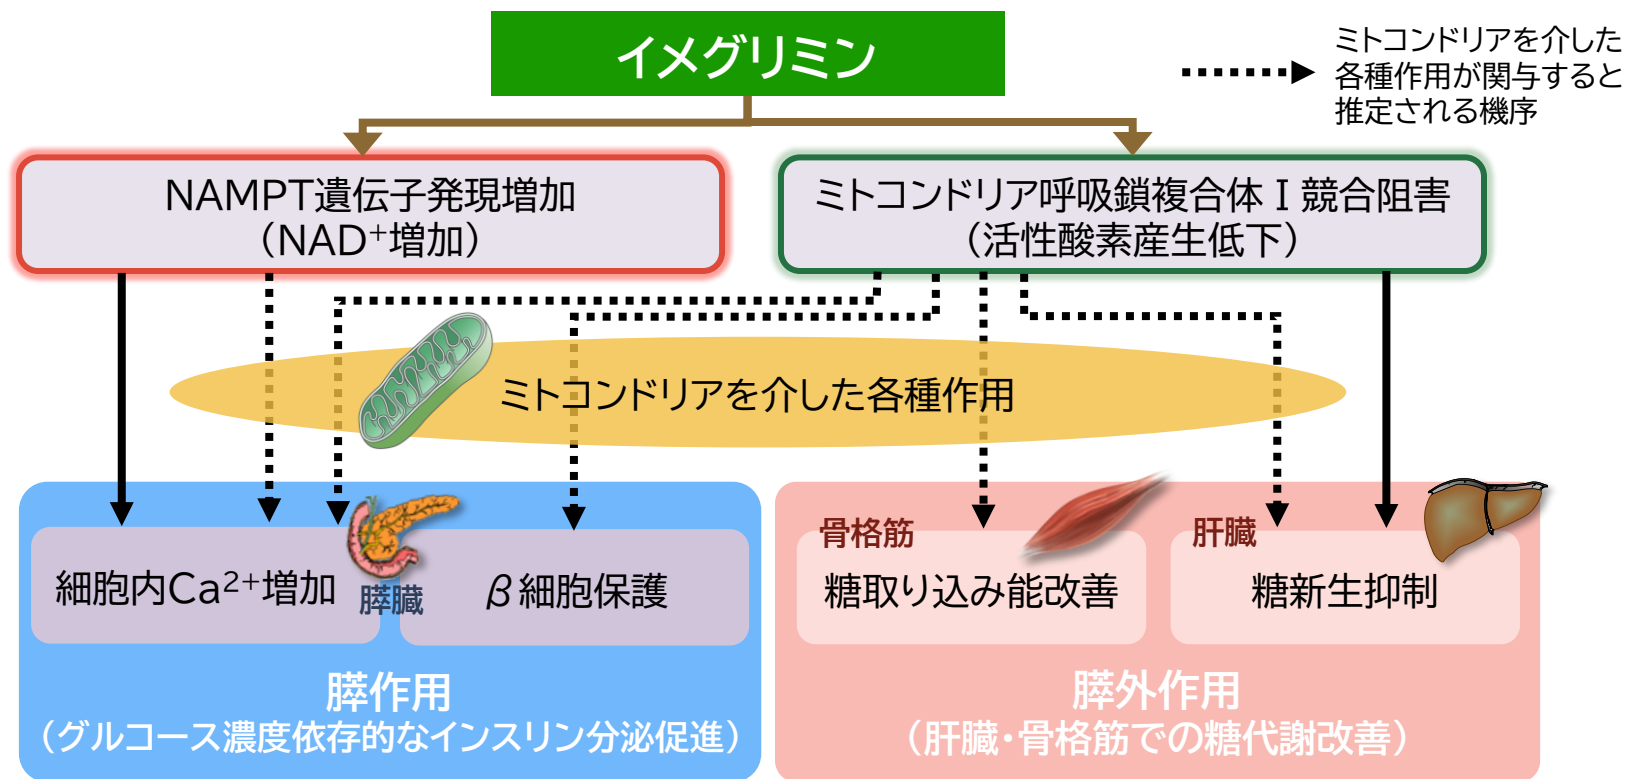 イメグリミン
ミトコンドリアを介した
各種作用が関与すると
推定される機序
NAMPT遺伝子発現増加
（NAD⁺増加）
ミトコンドリア呼吸鎖複合体Ⅰ競合阻害
（活性酸素産生低下）
ミトコンドリアを介した各種作用
細胞内Ca²⁺増加
膵臓
β細胞保護
骨格筋
糖取り込み能改善
肝臓
糖新生抑制
膵作用
（グルコース濃度依存的なインスリン分泌促進）
膵外作用
（肝臓・骨格筋での糖代謝改善）